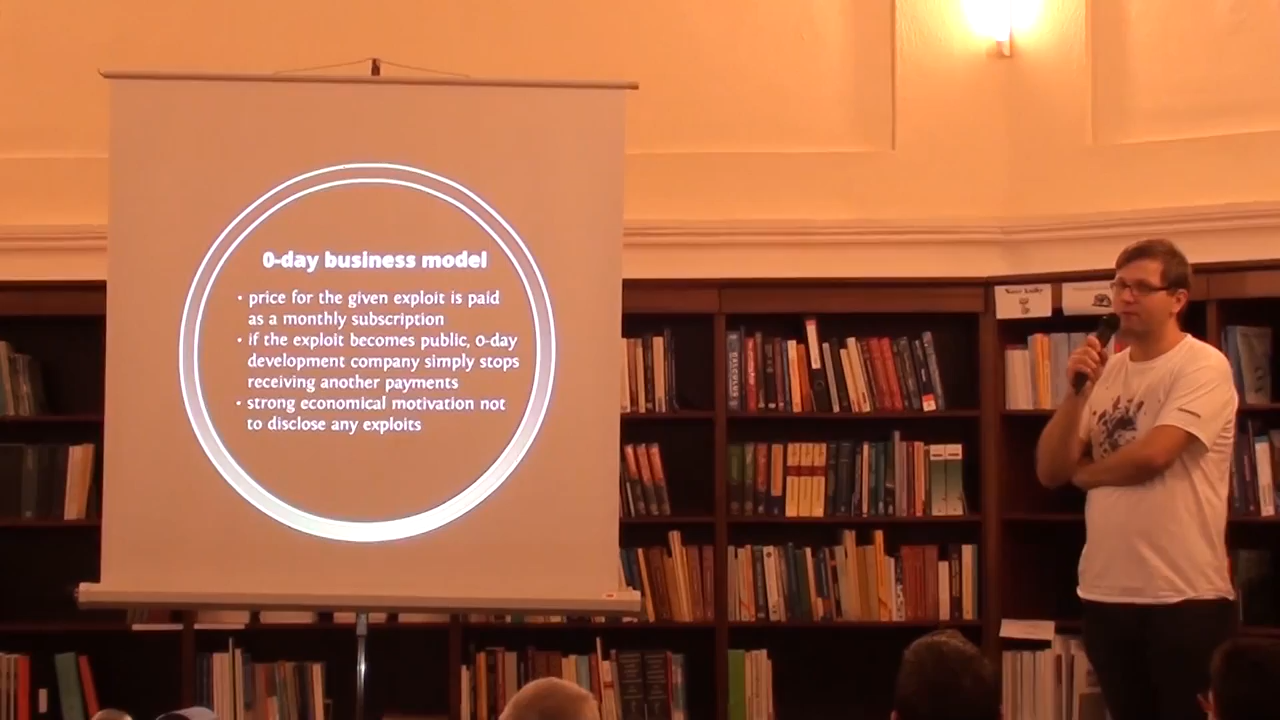 0-day business model
• price for the given exploit is paid
as a monthly subscription
• if the exploit becomes public, 0-day
development company simply stops
receiving another payments
• strong economical motivation not
to disclose any exploits